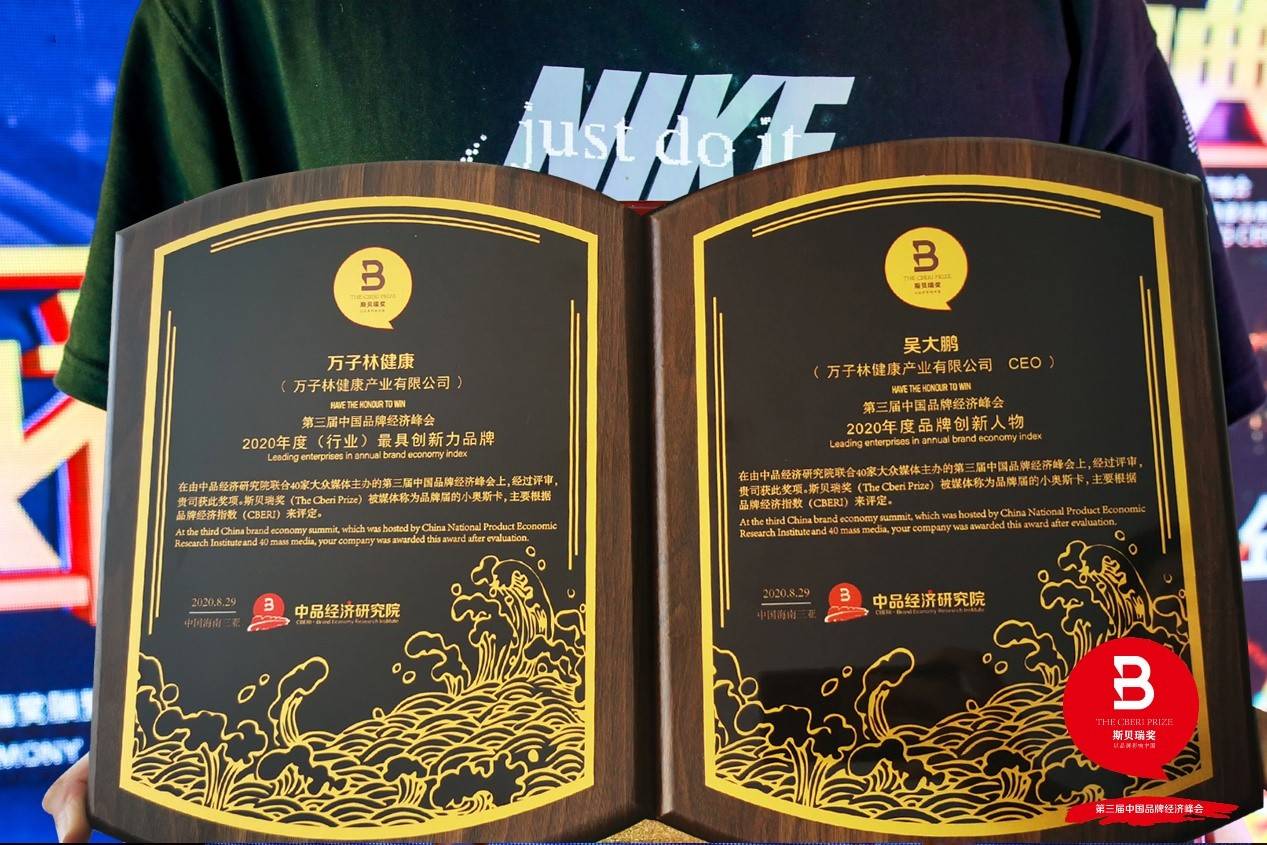 NIKE
just do it
B
THE CBERI PRIZE
斯贝瑞奖
万子林健康
（ 万子林健康产业有限公司 ）
HAVE THE HONOUR TO WIN
第三届中国品牌经济峰会
2020年度（行业）最具创新力品牌
Leading enterprises in annual brand economy index
在由中品经济研究院联合40家大众媒体主办的第三届中国品牌经济峰会上，经过评审，
贵司获此奖项。斯贝瑞奖（The Cberi Prize）被媒体称为品牌届的小奥斯卡，主要根据
品牌经济指数（CBERI）来评定。
At the third China brand economy summit, which was hosted by China National Product Economic
Research Institute and 40 mass media, your company was awarded this award after evaluation.
2020.8.29
中国海南三亚
B
中品经济研究院
CBERI · Brand Economy Research Institute
B
THE CBERI PRIZE
斯贝瑞奖
吴大鹏
（ 万子林健康产业有限公司 CEO ）
HAVE THE HONOUR TO WIN
第三届中国品牌经济峰会
2020年度品牌创新人物
Leading enterprises in annual brand economy index
在由中品经济研究院联合40家大众媒体主办的第三届中国品牌经济峰会上，经过评审，
贵司获此奖项。斯贝瑞奖（The Cberi Prize）被媒体称为品牌届的小奥斯卡，主要根据
品牌经济指数（CBERI）来评定。
At the third China brand economy summit, which was hosted by China National Product Economic
Research Institute and 40 mass media, your company was awarded this award after evaluation.
2020.8.29
中国海南三亚
B
中品经济研究院
CBERI · Brand Economy Research Institute
B
THE CBERI PRIZE
斯贝瑞奖
以品牌影响中国
第三届中国品牌经济峰会